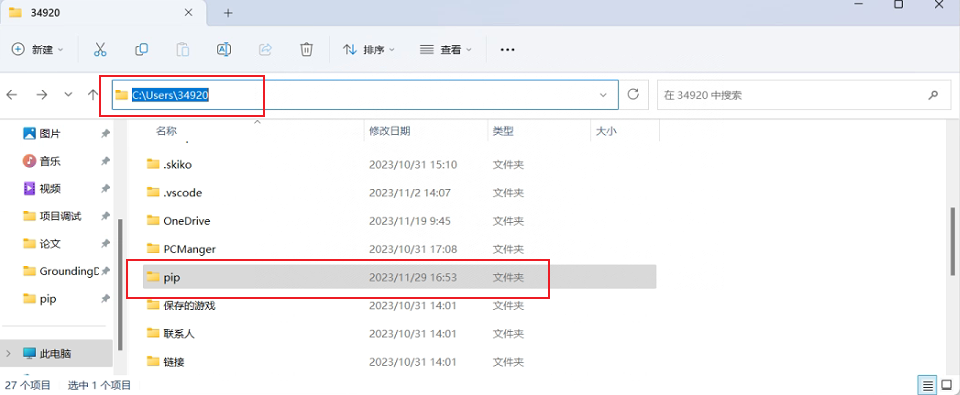 34920
新建
排序
查看
C:\Users\34920
在 34920 中搜索
名称 修改日期 类型 大小
图片
音乐
视频
项目调试
论文
GroundingD
pip
此电脑
.skiko 2023/10/31 15:10 文件夹
.vscode 2023/11/2 14:07 文件夹
OneDrive 2023/11/19 9:45 文件夹
PCManger 2023/10/31 17:08 文件夹
pip 2023/11/29 16:53 文件夹
保存的游戏 2023/10/31 14:01 文件夹
联系人 2023/10/31 14:01 文件夹
链接 2023/10/31 14:01 文件夹
27 个项目 选中 1 个项目